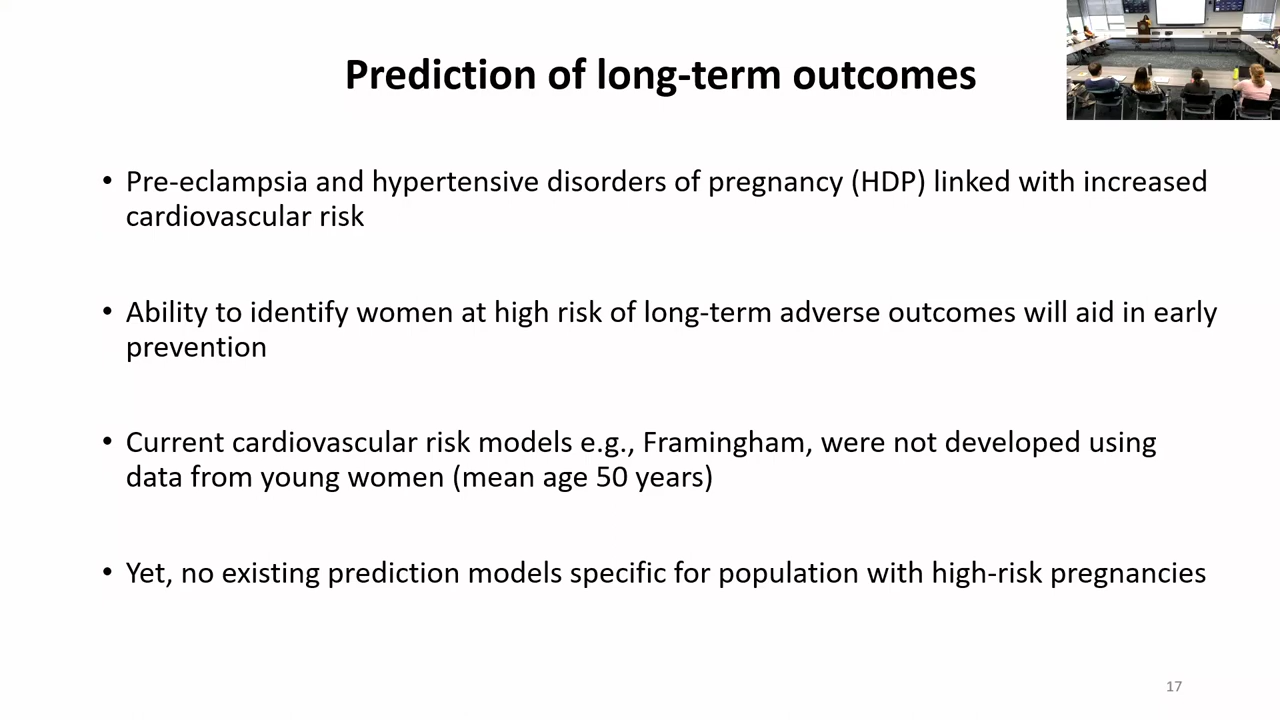 Prediction of long-term outcomes
• Pre-eclampsia and hypertensive disorders of pregnancy (HDP) linked with increased
cardiovascular risk
• Ability to identify women at high risk of long-term adverse outcomes will aid in early
prevention
• Current cardiovascular risk models e.g., Framingham, were not developed using
data from young women (mean age 50 years)
• Yet, no existing prediction models specific for population with high-risk pregnancies
17